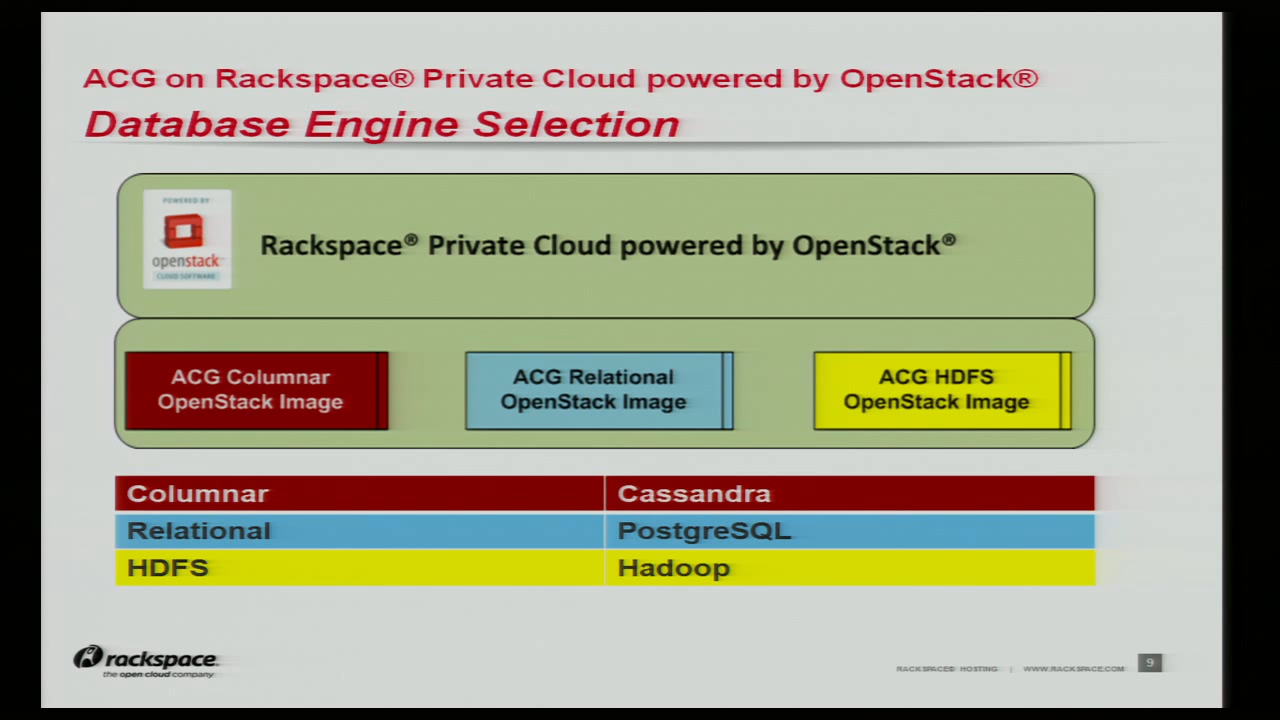 ACG on Rackspace® Private Cloud powered by OpenStack®
Database Engine Selection
POWERED BY
openstack
CLOUD SOFTWARE
Rackspace® Private Cloud powered by OpenStack®
ACG Columnar
OpenStack Image
ACG Relational
OpenStack Image
ACG HDFS
OpenStack Image
Columnar Cassandra
Relational PostgreSQL
HDFS Hadoop
rackspace.
the open cloud company
RACKSPACE® HOSTING | WWW.RACKSPACE.COM
9